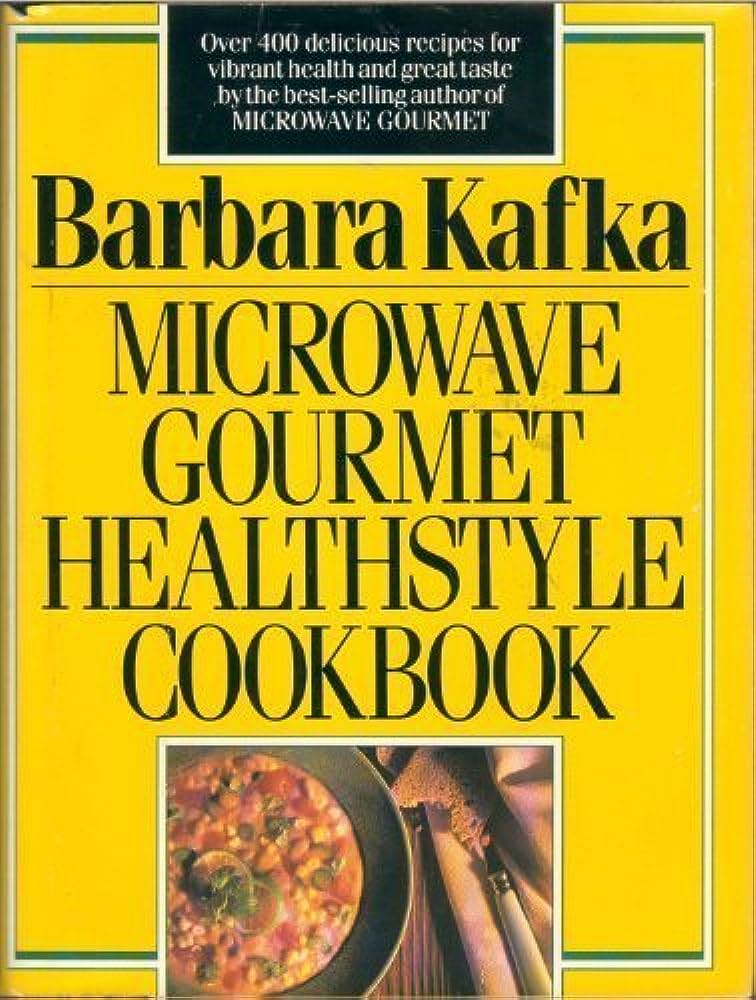 Over 400 delicious recipes for
vibrant health and great taste
by the best-selling author of
MICROWAVE GOURMET
Barbara Kafka
MICROWAVE
GOURMET
HEALTHSTYLE
COOKBOOK